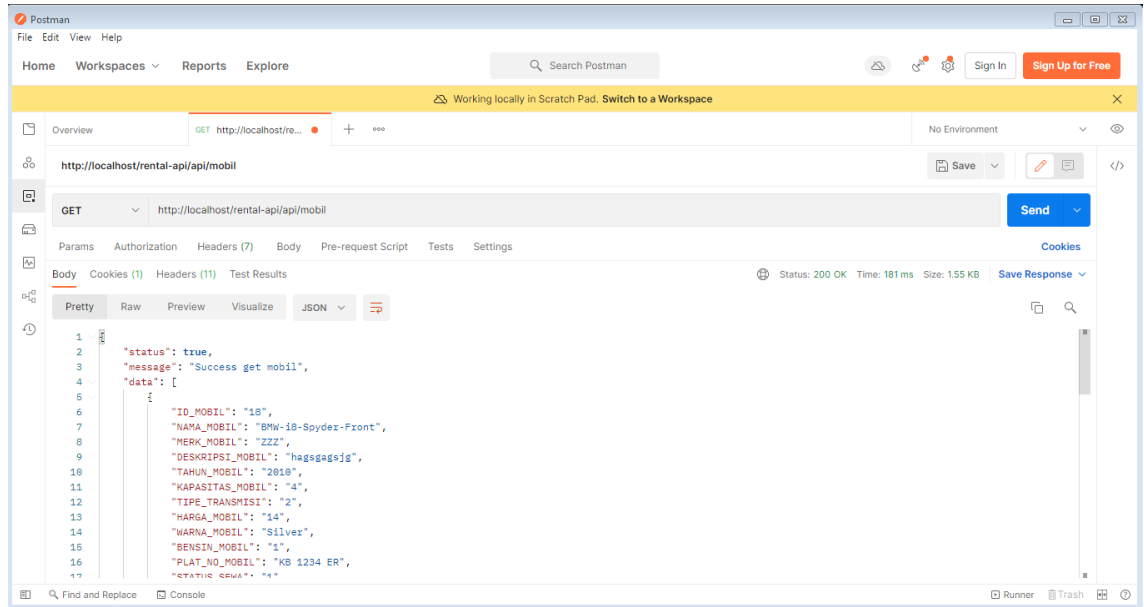 Postman
File Edit View Help
Home Workspaces Reports Explore Search Postman Sign In Sign Up for Free
Working locally in Scratch Pad. Switch to a Workspace
Overview GET http://localhost/re... No Environment
http://localhost/rental-api/api/mobil Save
GET http://localhost/rental-api/api/mobil Send
Params Authorization Headers (7) Body Pre-request Script Tests Settings Cookies
Body Cookies (1) Headers (11) Test Results Status: 200 OK Time: 181 ms Size: 1.55 KB Save Response
Pretty Raw Preview Visualize JSON
1 {
2 "status": true,
3 "message": "Success get mobil",
4 "data": [
5 {
6 "ID_MOBIL": "18",
7 "NAMA_MOBIL": "BMW-i8-Spyder-Front",
8 "MERK_MOBIL": "ZZZ",
9 "DESKRIPSI_MOBIL": "hagsgagsjg",
10 "TAHUN_MOBIL": "2010",
11 "KAPASITAS_MOBIL": "4",
12 "TIPE_TRANSMISI": "2",
13 "HARGA_MOBIL": "14",
14 "WARNA_MOBIL": "Silver",
15 "BENSIN_MOBIL": "1",
16 "PLAT_NO_MOBIL": "KB 1234 ER",
17 "STATUS_SEWA": "1"
Find and Replace Console Runner Trash